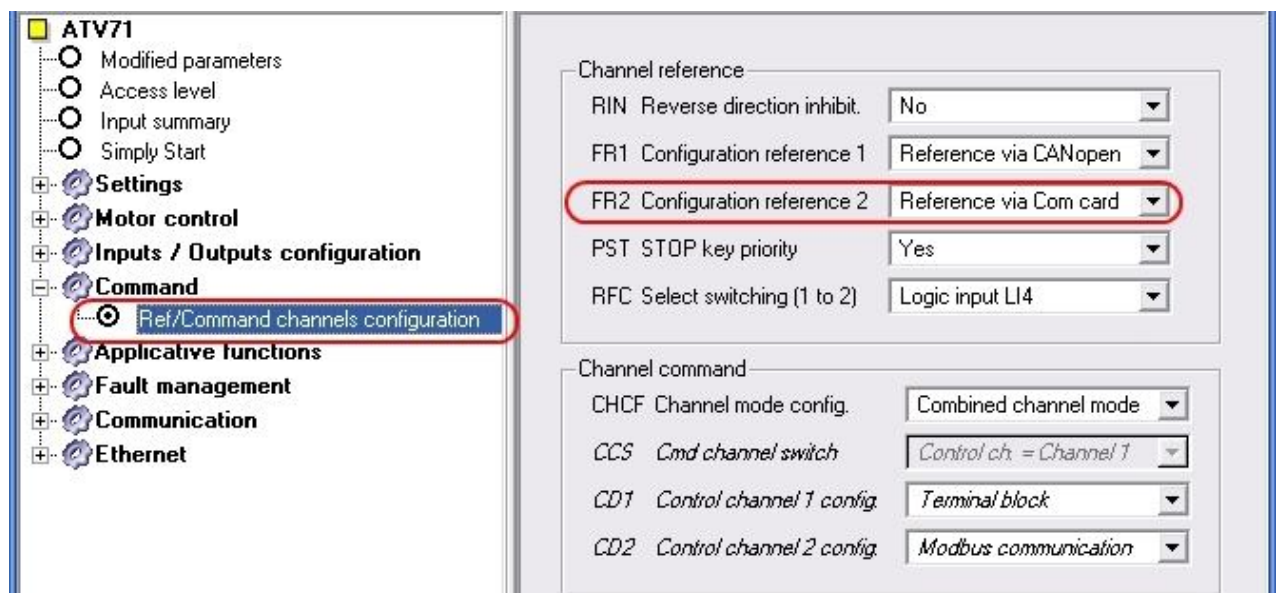 ATV71
Modified parameters
Access level
Input summary
Simply Start
Settings
Motor control
Inputs / Outputs configuration
Command
Ref/Command channels configuration
Applicative functions
Fault management
Communication
Ethernet
Channel reference
RIN Reverse direction inhibit. No
FR1 Configuration reference 1 Reference via CANopen
FR2 Configuration reference 2 Reference via Com card
PST STOP key priority Yes
RFC Select switching (1 to 2) Logic input LI4
Channel command
CHCF Channel mode config. Combined channel mode
CCS Cmd channel switch Control ch. = Channel 1
CD1 Control channel 1 config. Terminal block
CD2 Control channel 2 config. Modbus communication